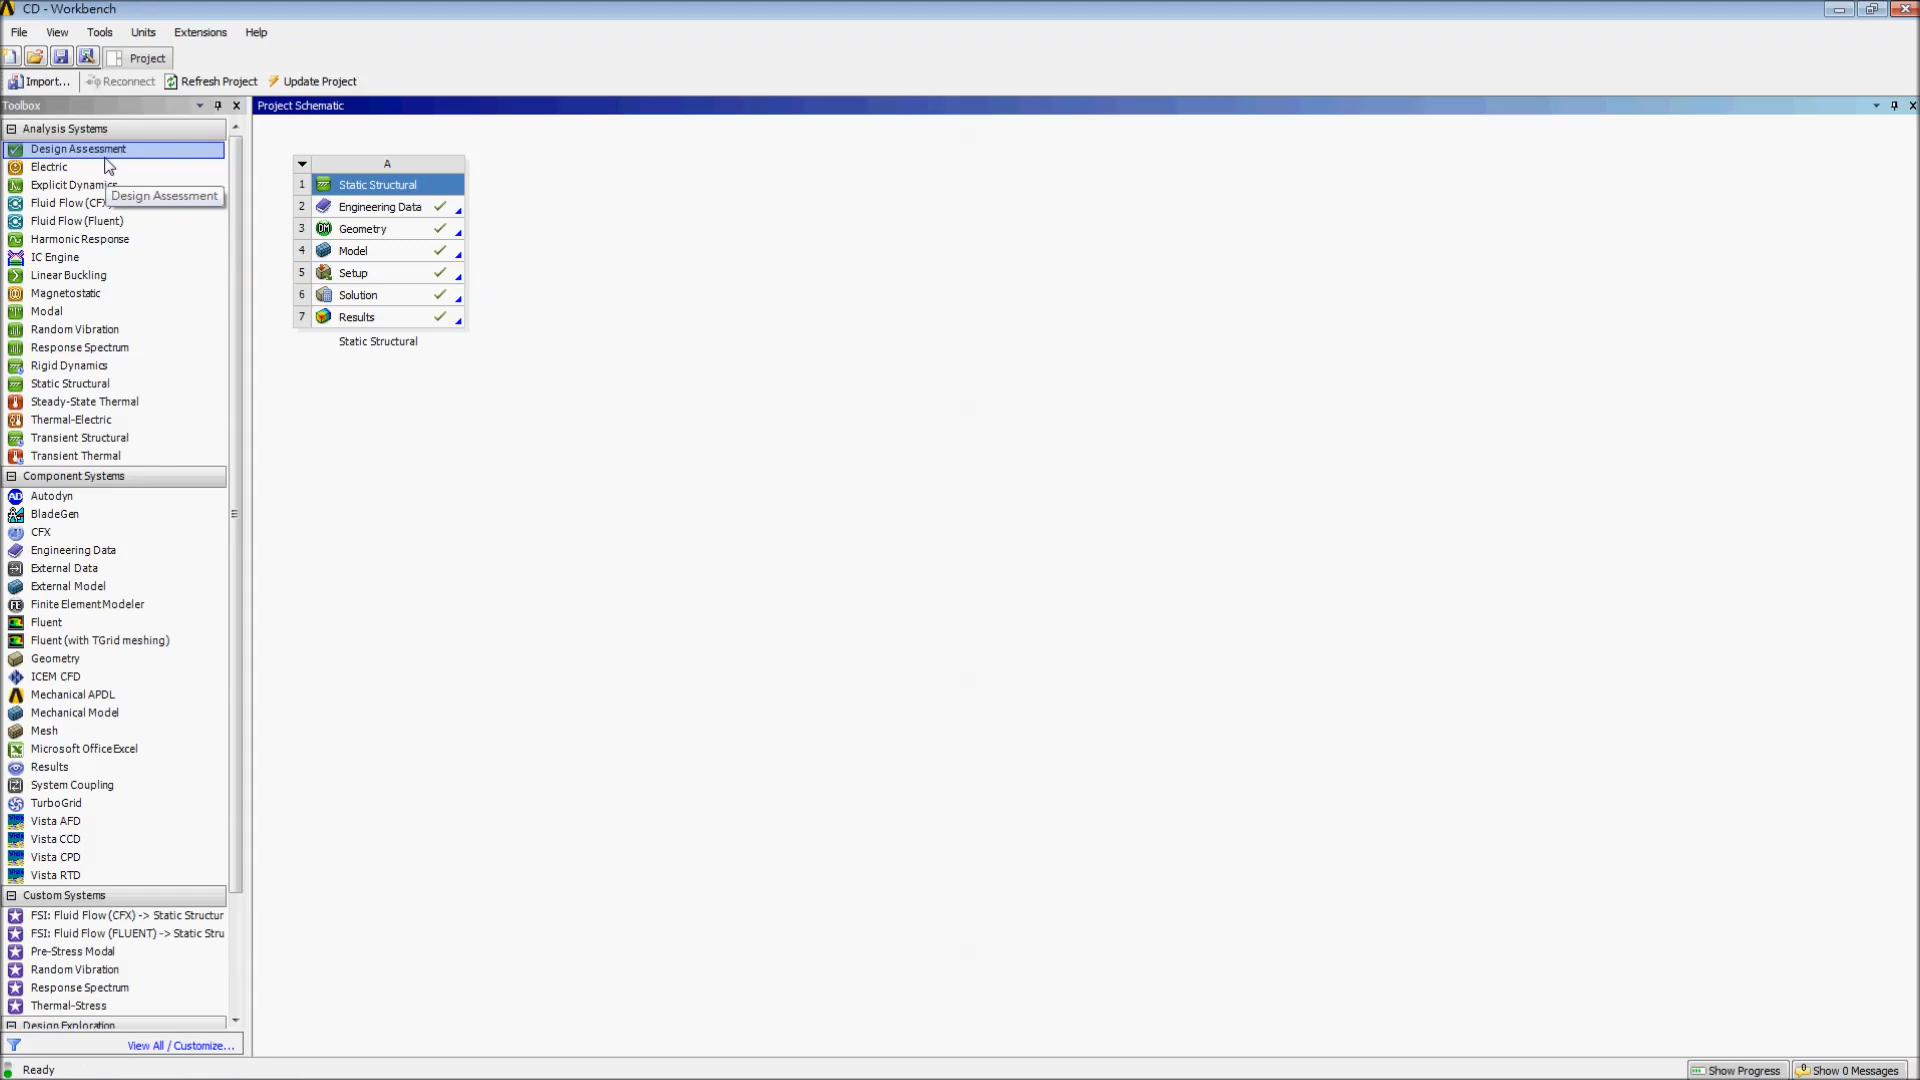 CD - Workbench
File View Tools Units Extensions Help
Project
Import... Reconnect Refresh Project Update Project
Toolbox
Project Schematic
Analysis Systems
Design Assessment
Electric
Explicit Dynamics
Design Assessment
Fluid Flow (CFX)
Fluid Flow (Fluent)
Harmonic Response
IC Engine
Linear Buckling
Magnetostatic
Modal
Random Vibration
Response Spectrum
Rigid Dynamics
Static Structural
Steady-State Thermal
Thermal-Electric
Transient Structural
Transient Thermal
Component Systems
Autodyn
BladeGen
CFX
Engineering Data
External Data
External Model
Finite Element Modeler
Fluent
Fluent (with TGrid meshing)
Geometry
ICEM CFD
Mechanical APDL
Mechanical Model
Mesh
Microsoft Office Excel
Results
System Coupling
TurboGrid
Vista AFD
Vista CCD
Vista CPD
Vista RTD
Custom Systems
FSI: Fluid Flow (CFX) -> Static Structur
FSI: Fluid Flow (FLUENT) -> Static Stru
Pre-Stress Modal
Random Vibration
Response Spectrum
Thermal-Stress
Design Exploration
View All / Customize...
A
1 Static Structural
2 Engineering Data
3 Geometry
4 Model
5 Setup
6 Solution
7 Results
Static Structural
Ready
Show Progress Show 0 Messages